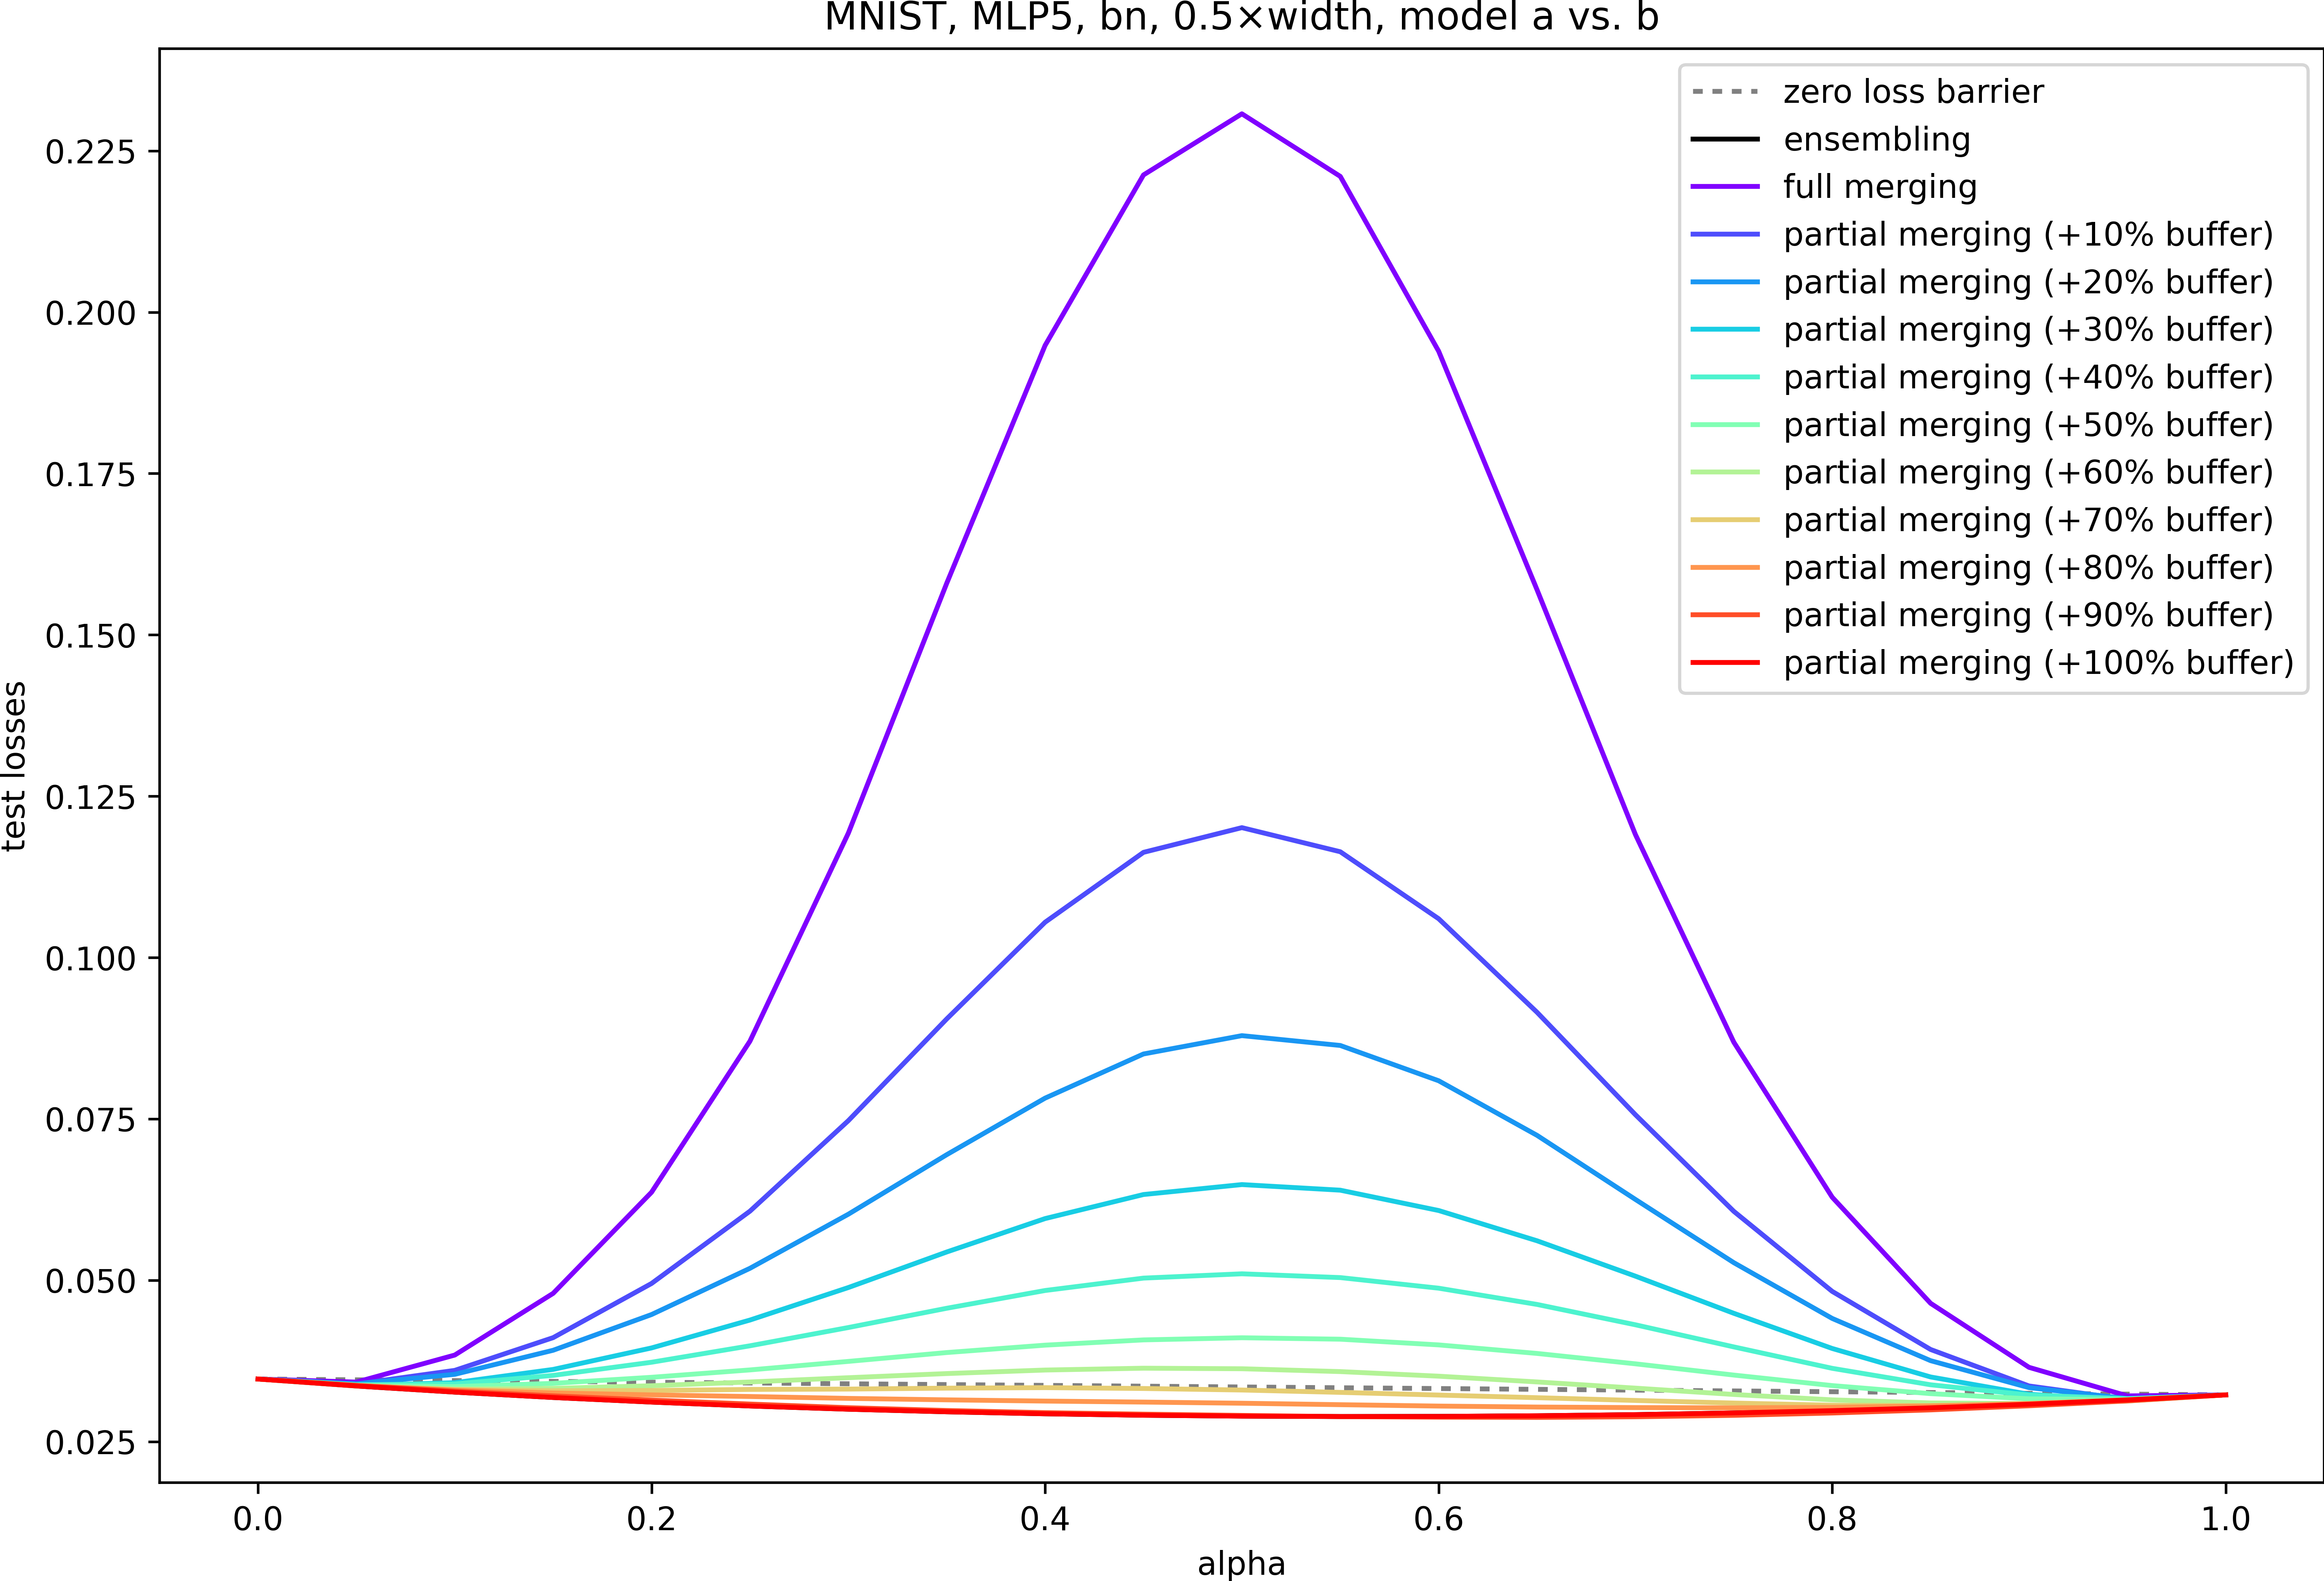 MNIST, MLP5, bn, 0.5×width, model a vs. b
zero loss barrier
ensembling
full merging
partial merging (+10% buffer)
partial merging (+20% buffer)
partial merging (+30% buffer)
partial merging (+40% buffer)
partial merging (+50% buffer)
partial merging (+60% buffer)
partial merging (+70% buffer)
partial merging (+80% buffer)
partial merging (+90% buffer)
partial merging (+100% buffer)
test losses
0.225
0.200
0.175
0.150
0.125
0.100
0.075
0.050
0.025
0.0 0.2 0.4 0.6 0.8 1.0
alpha